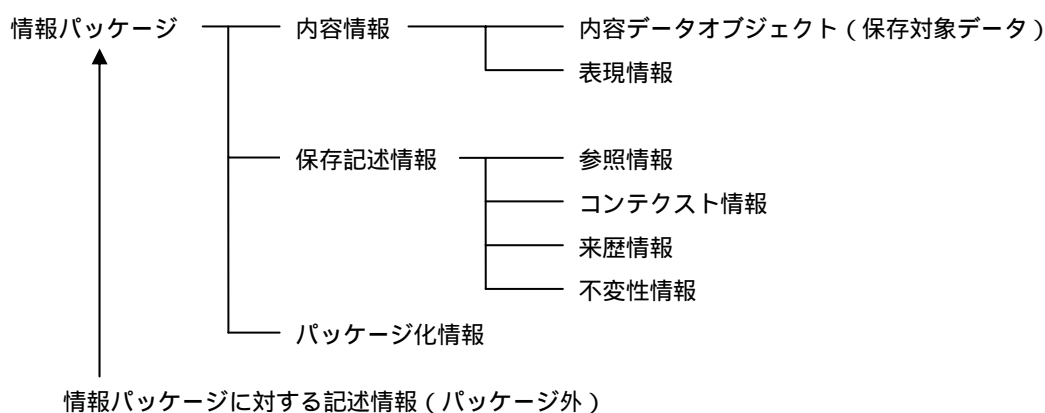 情報パッケージ 内容情報 内容データオブジェクト(保存対象データ)
表現情報
保存記述情報 参照情報
コンテクスト情報
来歴情報
不変性情報
パッケージ化情報
情報パッケージに対する記述情報(パッケージ外)